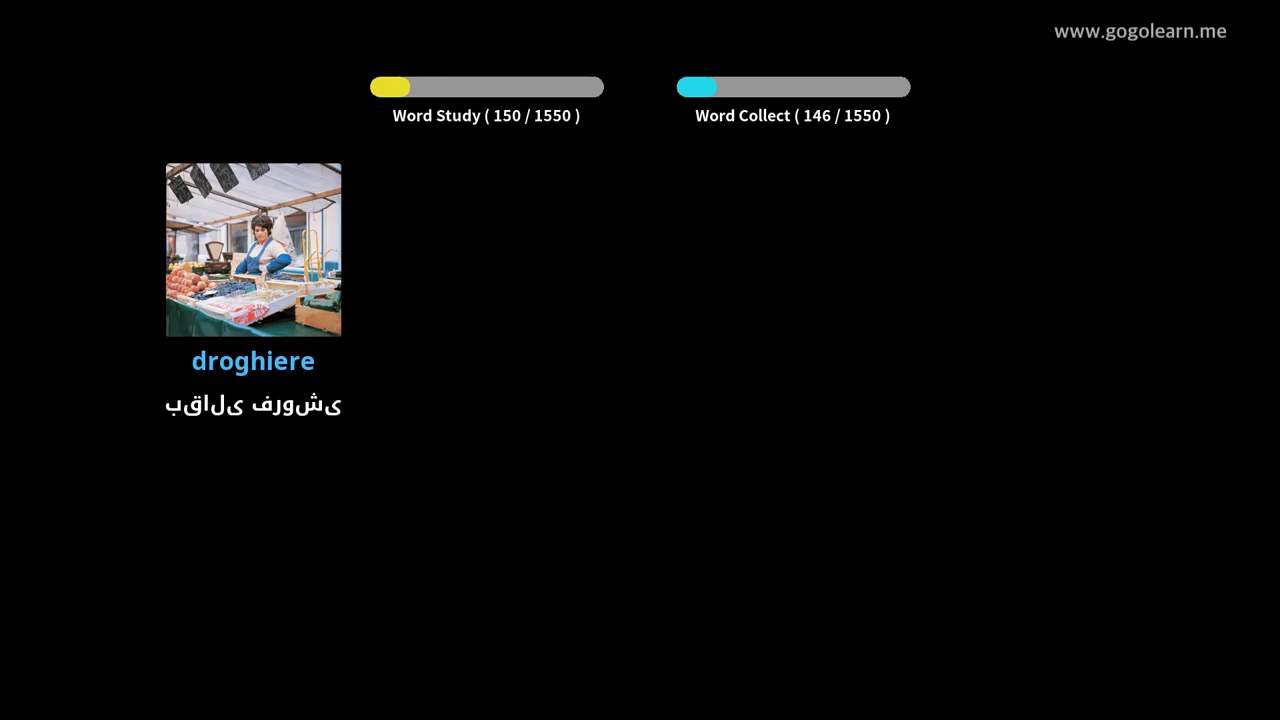 www.gogolearn.me
Word Study ( 150 / 1550 )
Word Collect ( 146 / 1550 )
droghiere
بقالی فروشی